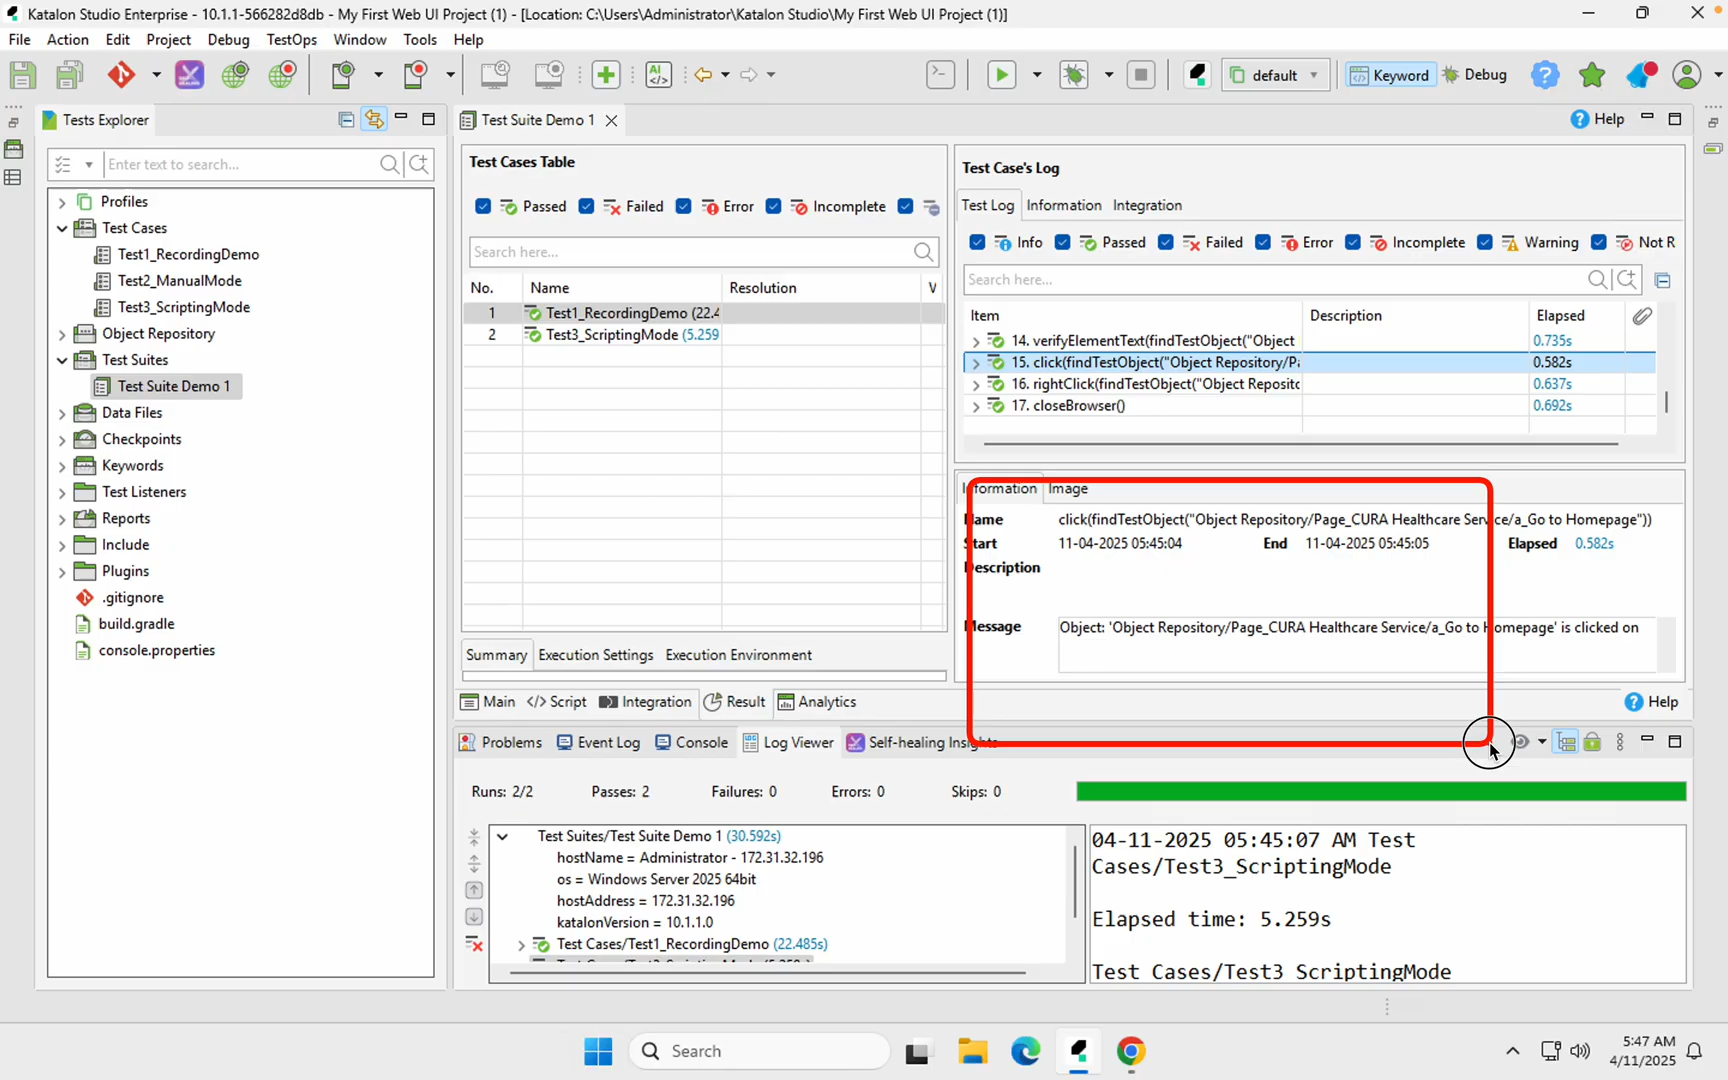 Katalon Studio Enterprise - 10.1.1-566282d8db - My First Web UI Project (1) - [Location: C:\Users\Administrator\Katalon Studio\My First Web UI Project (1)]
File Action Edit Project Debug TestOps Window Tools Help
default Keyword Debug
Tests Explorer
Enter text to search...
Profiles
Test Cases
Test1_RecordingDemo
Test2_ManualMode
Test3_ScriptingMode
Object Repository
Test Suites
Test Suite Demo 1
Data Files
Checkpoints
Keywords
Test Listeners
Reports
Include
Plugins
.gitignore
build.gradle
console.properties
Test Suite Demo 1
Help
Test Cases Table
Passed Failed Error Incomplete
Search here...
No. Name Resolution V
1 Test1_RecordingDemo (22.4
2 Test3_ScriptingMode (5.259
Summary Execution Settings Execution Environment
Test Case's Log
Test Log Information Integration
Info Passed Failed Error Incomplete Warning Not R
Search here...
Item Description Elapsed
14. verifyElementText(findTestObject("Object 0.735s
15. click(findTestObject("Object Repository/Pa 0.582s
16. rightClick(findTestObject("Object Reposito 0.637s
17. closeBrowser() 0.692s
Information Image
Name click(findTestObject("Object Repository/Page_CURA Healthcare Service/a_Go to Homepage"))
Start 11-04-2025 05:45:04 End 11-04-2025 05:45:05 Elapsed 0.582s
Description
Message Object: 'Object Repository/Page_CURA Healthcare Service/a_Go to Homepage' is clicked on
Main </> Script Integration Result Analytics Help
Problems Event Log Console Log Viewer Self-healing Insights
Runs: 2/2 Passes: 2 Failures: 0 Errors: 0 Skips: 0
Test Suites/Test Suite Demo 1 (30.592s)
hostName = Administrator - 172.31.32.196
os = Windows Server 2025 64bit
hostAddress = 172.31.32.196
katalonVersion = 10.1.1.0
Test Cases/Test1_RecordingDemo (22.485s)
04-11-2025 05:45:07 AM Test
Cases/Test3_ScriptingMode
Elapsed time: 5.259s
Test Cases/Test3 ScriptingMode
Search
5:47 AM
4/11/2025